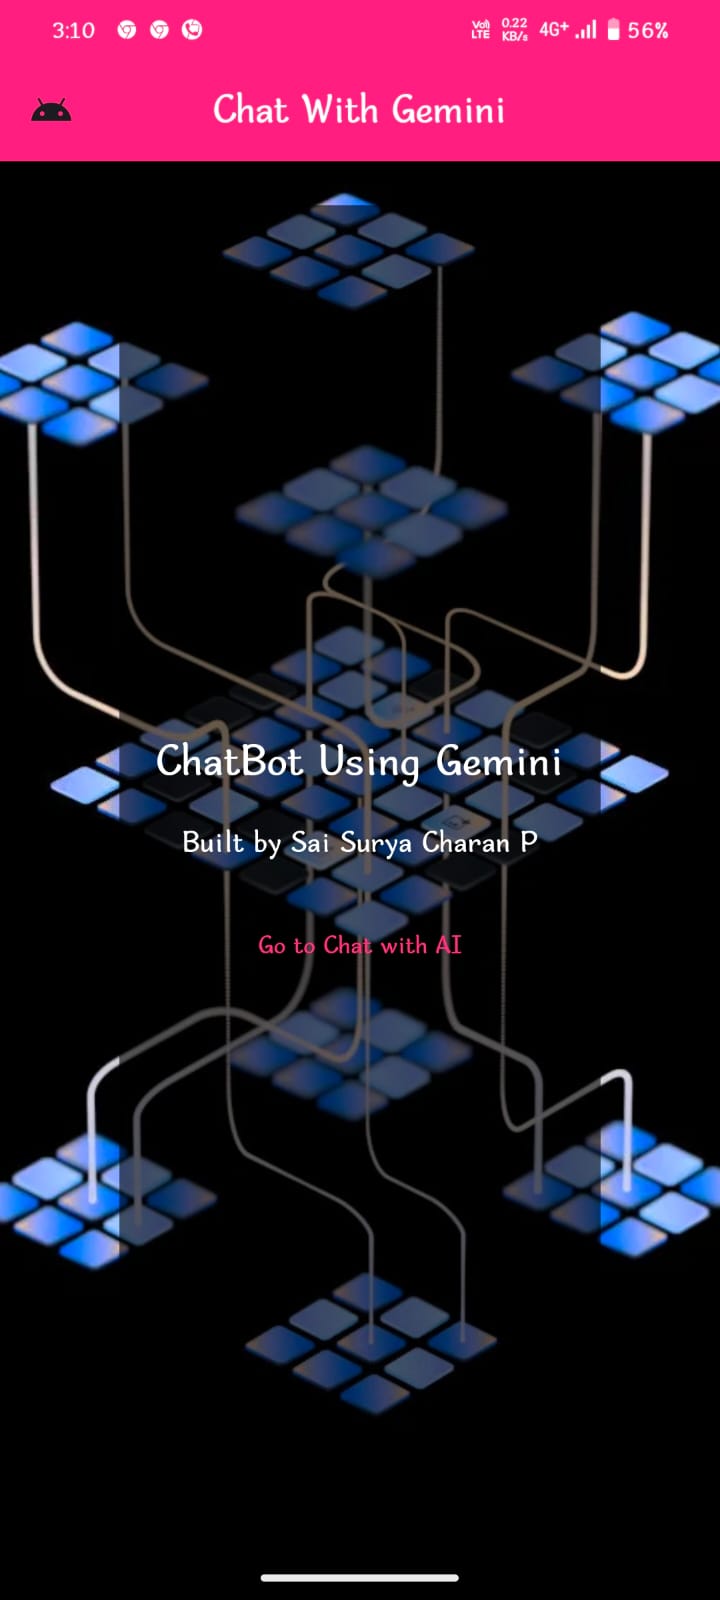 3:10 Vo) LTE 0.22 KB/s 4G+ 56%
Chat With Gemini
ChatBot Using Gemini
Built by Sai Surya Charan P
Go to Chat with AI